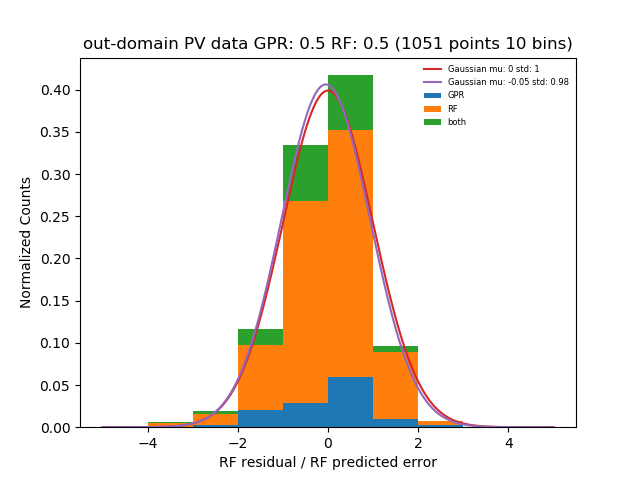 out-domain PV data GPR: 0.5 RF: 0.5 (1051 points 10 bins)
Gaussian mu: 0 std: 1
Gaussian mu: -0.05 std: 0.98
GPR
RF
both
Normalized Counts
0.40
0.35
0.30
0.25
0.20
0.15
0.10
0.05
0.00
−4 −2 0 2 4
RF residual / RF predicted error